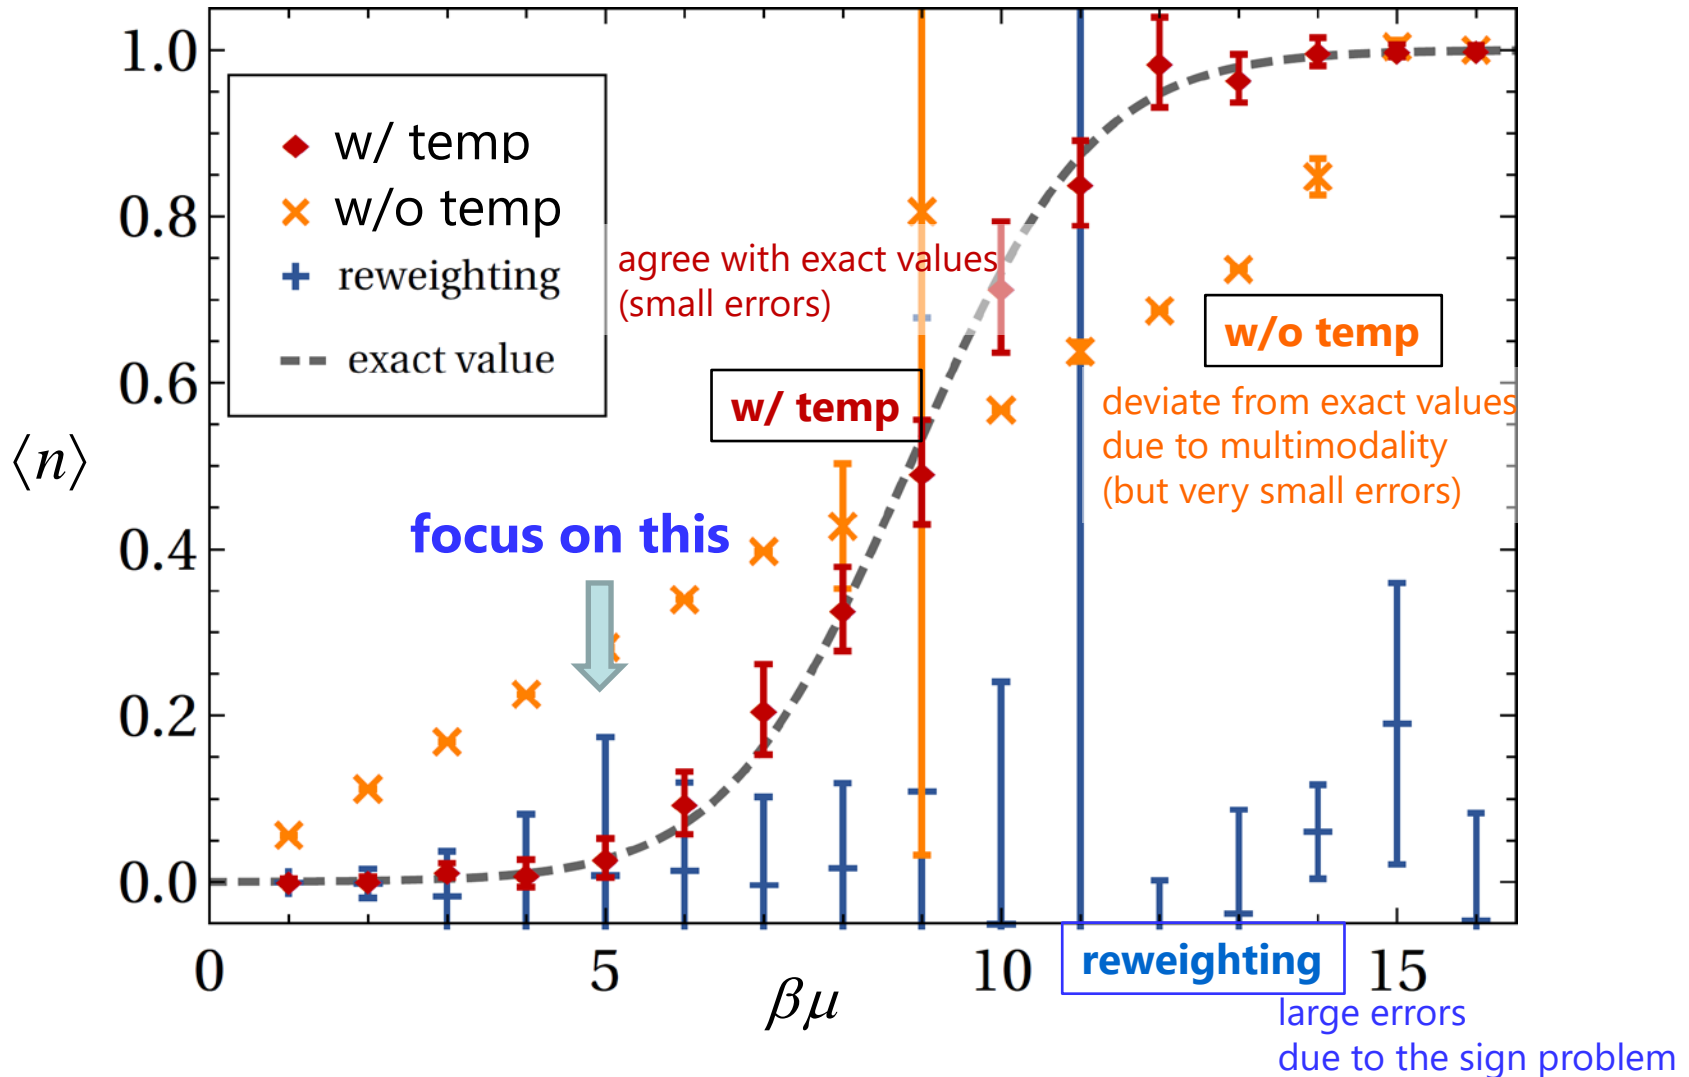 1.0
0.8
0.6
0.4
0.2
0.0
⟨n⟩
w/ temp
w/o temp
reweighting
exact value
agree with exact values
(small errors)
w/ temp
w/o temp
deviate from exact values
due to multimodality
(but very small errors)
focus on this
0 5 10 15
βμ
reweighting
large errors
due to the sign problem